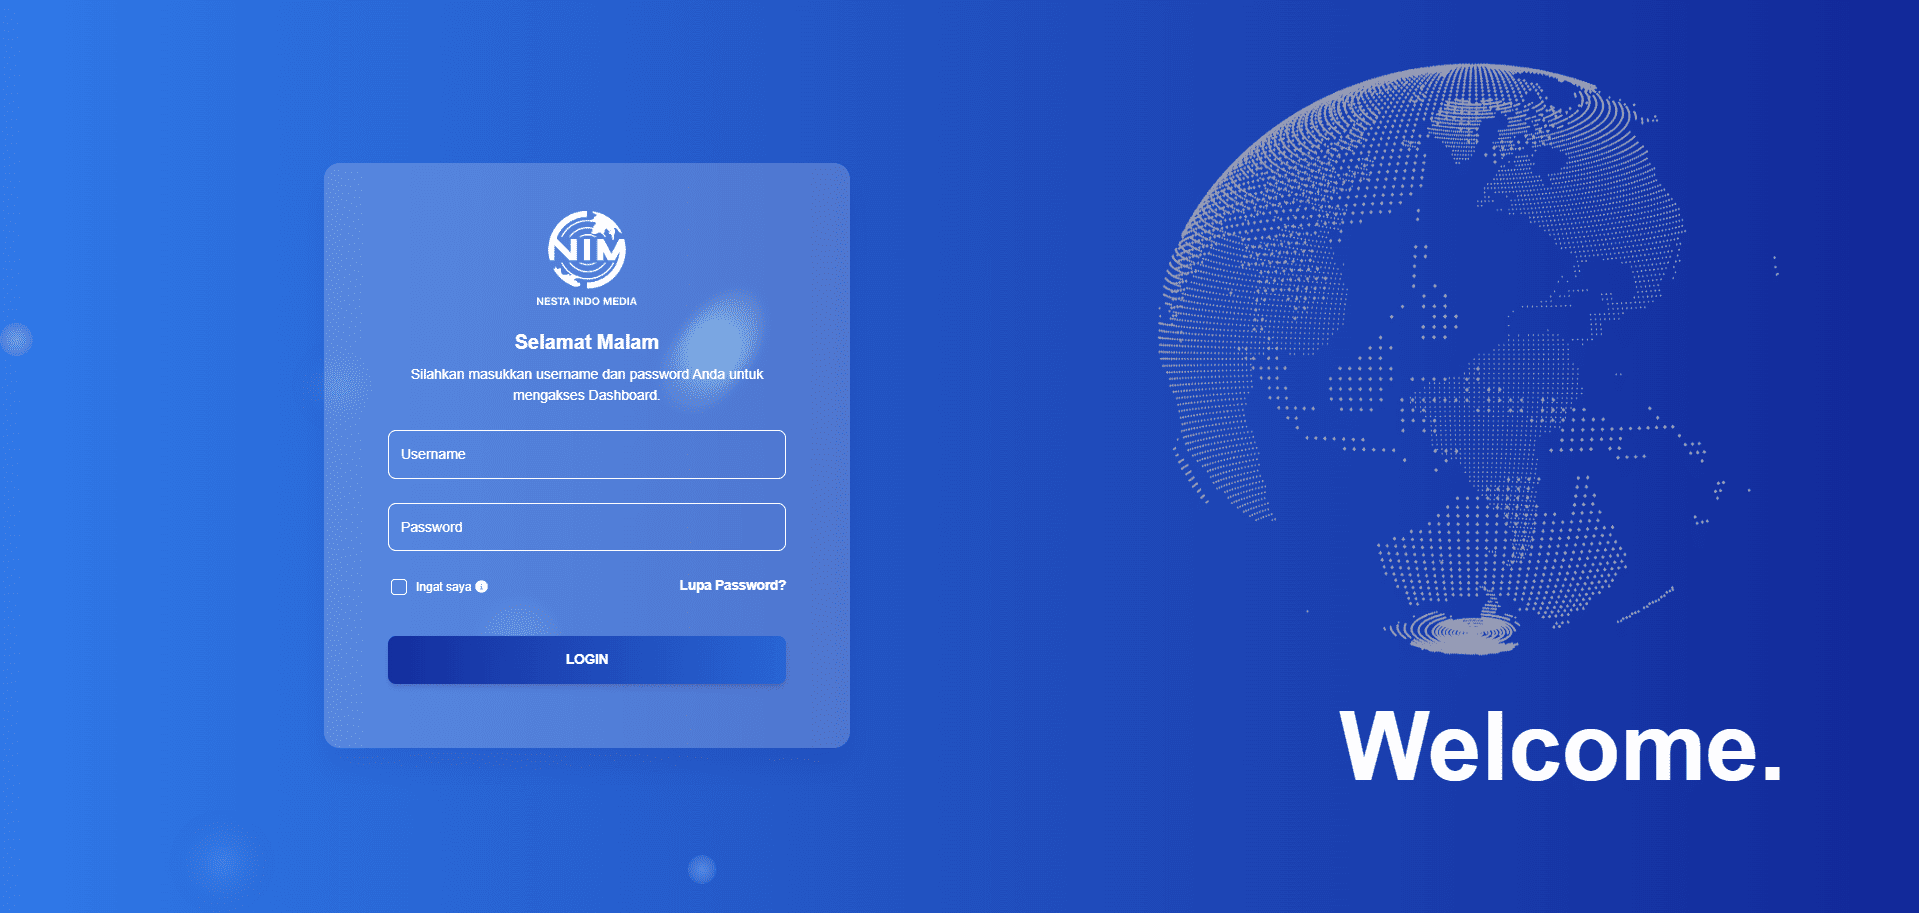 NIM
NESTA INDO MEDIA
Selamat Malam
Silahkan masukkan username dan password Anda untuk
mengakses Dashboard.
Username
Password
Ingat saya
Lupa Password?
LOGIN
Welcome.